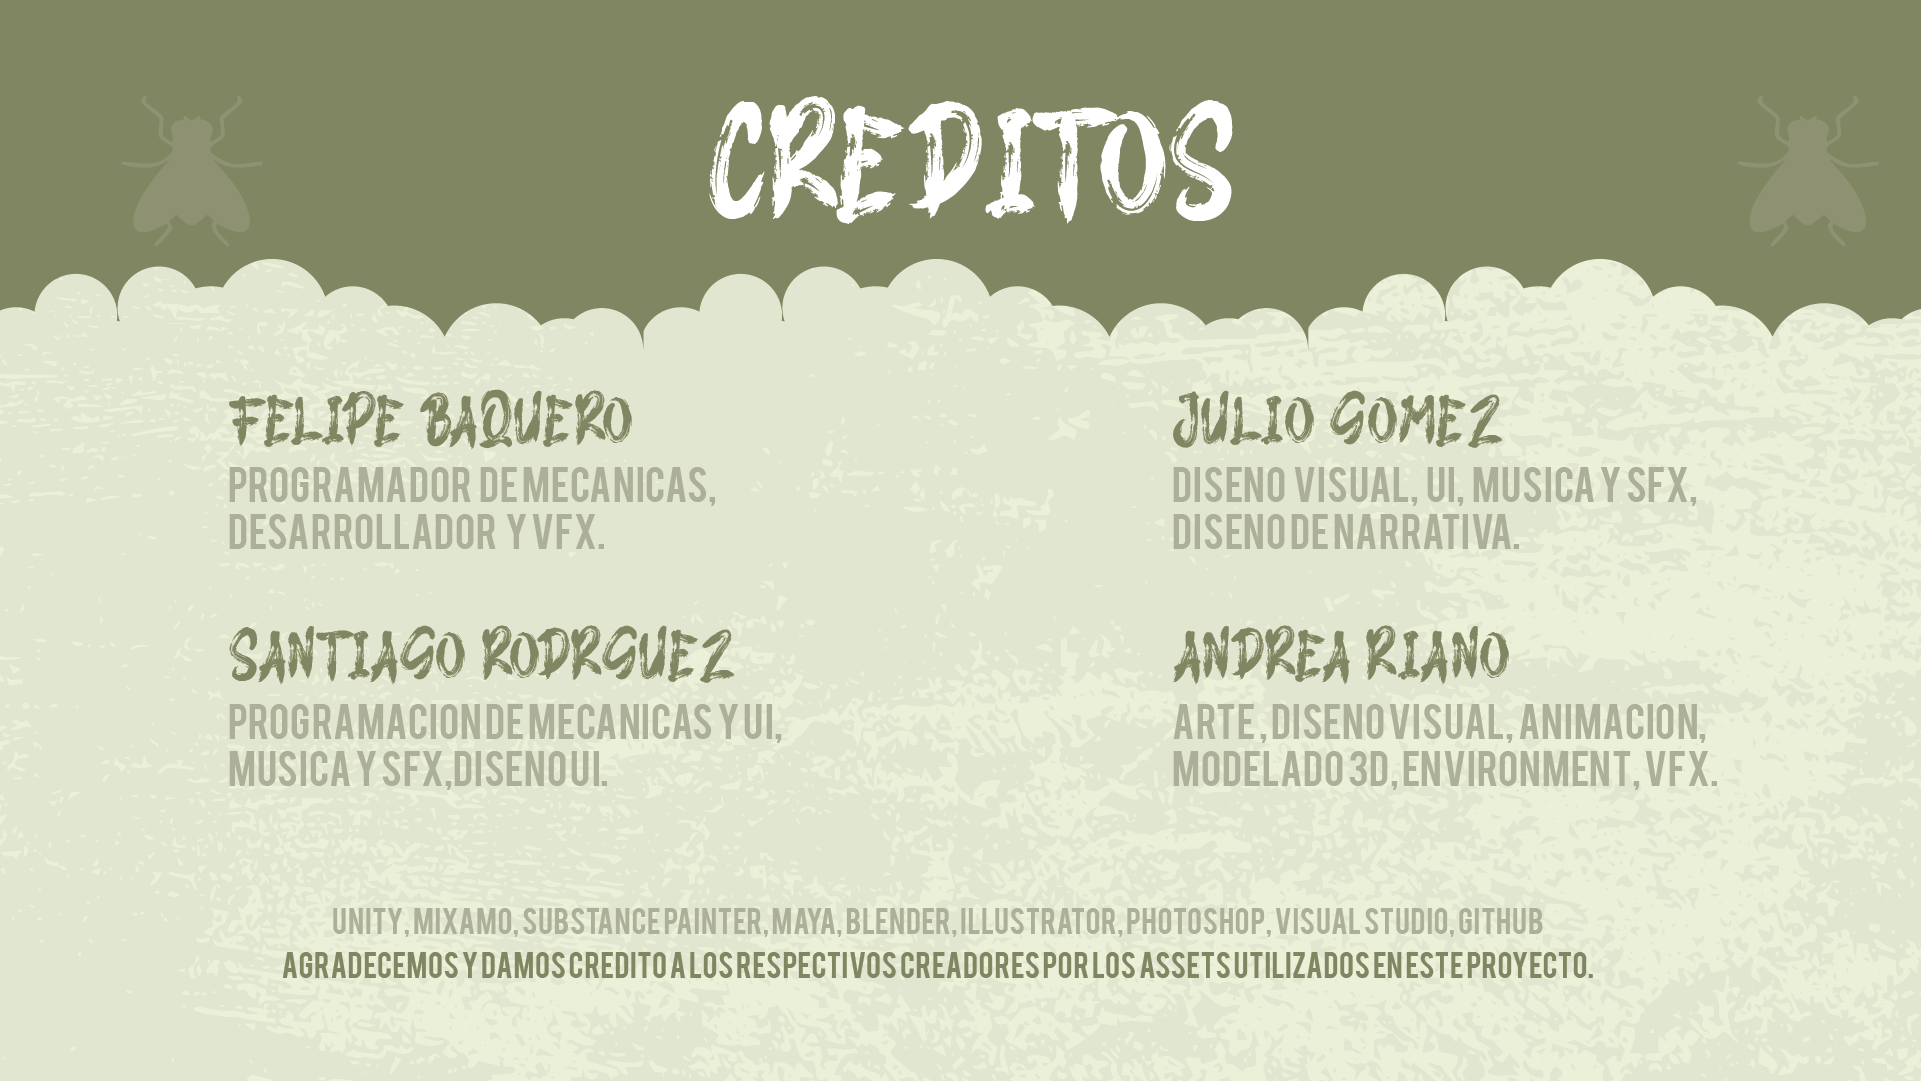 CREDITOS
FELIPE BAQUERO
PROGRAMADOR DE MECANICAS,
DESARROLLADOR Y VFX.
JULIO GOMEZ
DISENO VISUAL, UI, MUSICA Y SFX,
DISENO DE NARRATIVA.
SANTIAGO RODRGUEZ
PROGRAMACION DE MECANICAS Y UI,
MUSICA Y SFX,DISENO UI.
ANDREA RIANO
ARTE , DISENO VISUAL, ANIMACION,
MODELADO 3D, ENVIRONMENT, VFX.
UNITY, MIXAMO, SUBSTANCE PAINTER, MAYA, BLENDER, ILLUSTRATOR, PHOTOSHOP, VISUAL STUDIO, GITHUB
AGRADECEMOS Y DAMOS CREDITO A LOS RESPECTIVOS CREADORES POR LOS ASSETS UTILIZADOS EN ESTE PROYECTO.